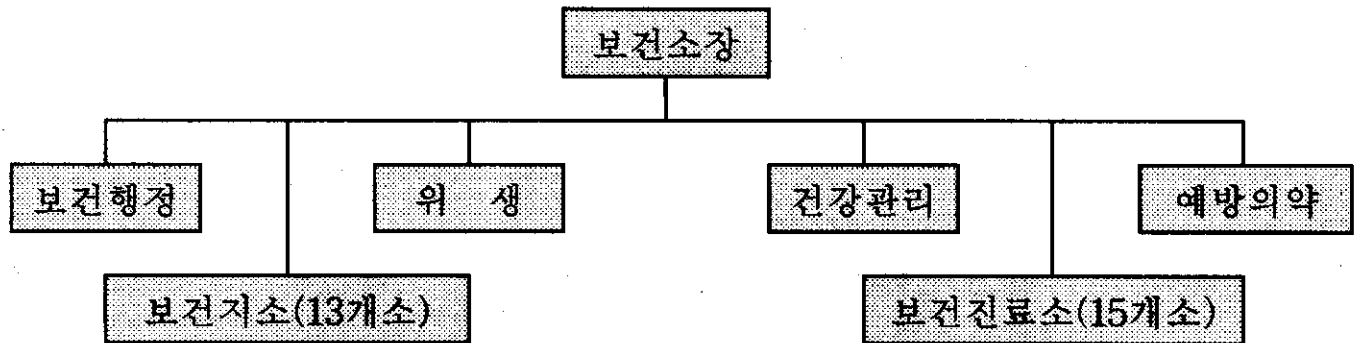 보건소장
보건행정
위 생
건강관리
예방의약
보건지소(13개소)
보건진료소(15개소)